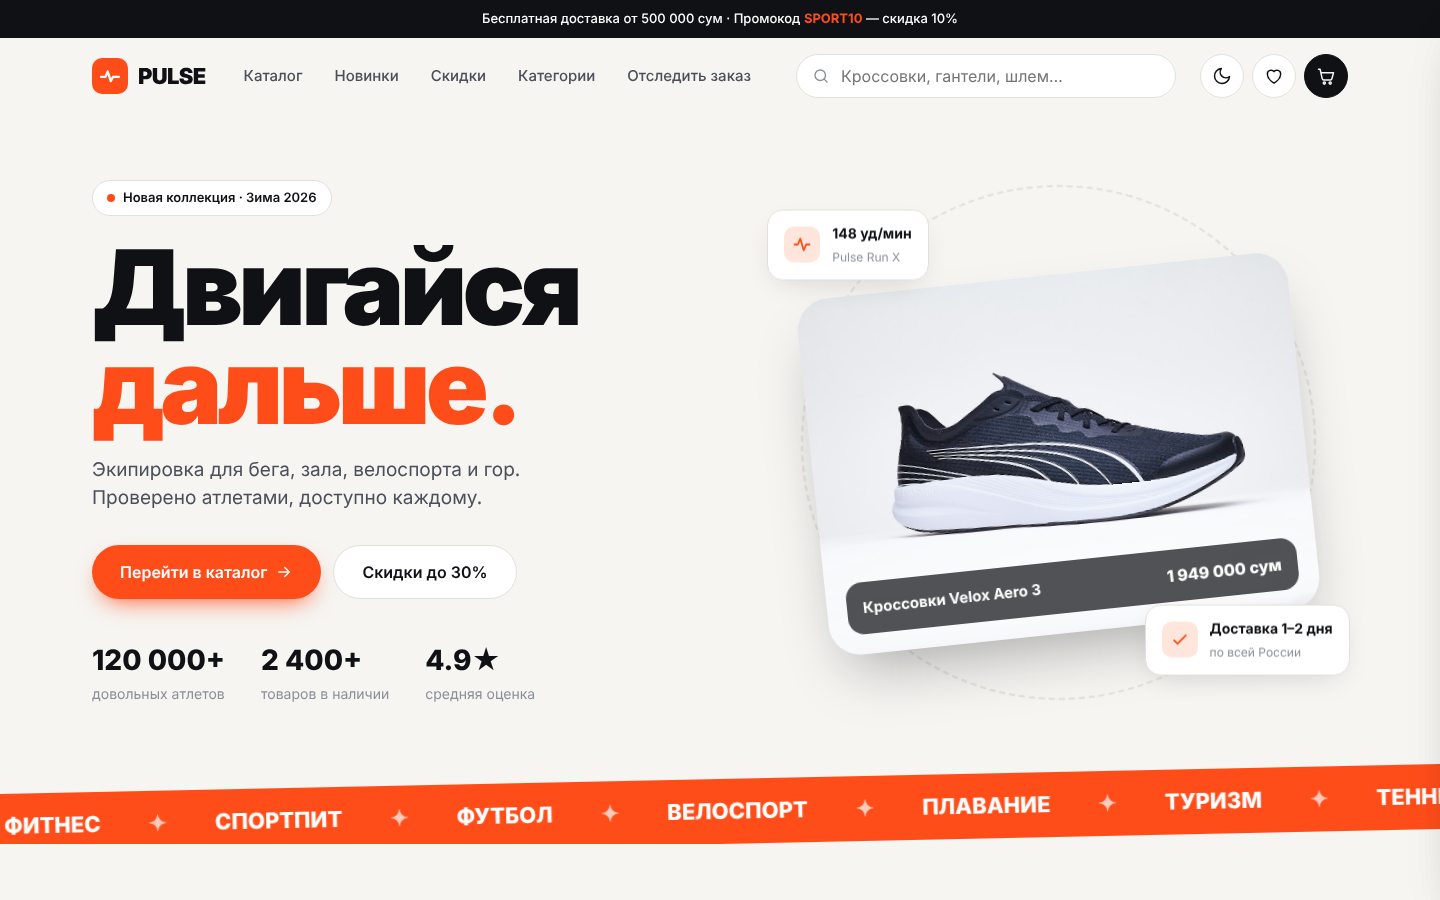 Бесплатная доставка от 500 000 сум · Промокод SPORT10 — скидка 10%
PULSE
Каталог
Новинки
Скидки
Категории
Отследить заказ
Кроссовки, гантели, шлем...
Новая коллекция · Зима 2026
Двигайся
дальше.
Экипировка для бега, зала, велоспорта и гор.
Проверено атлетами, доступно каждому.
Перейти в каталог →
Скидки до 30%
120 000+
довольных атлетов
2 400+
товаров в наличии
4.9★
средняя оценка
148 уд/мин
Pulse Run X
Кроссовки Velox Aero 3
1 949 000 сум
Доставка 1–2 дня
по всей России
ФИТНЕС ✦ СПОРТПИТ ✦ ФУТБОЛ ✦ ВЕЛОСПОРТ ✦ ПЛАВАНИЕ ✦ ТУРИЗМ ✦